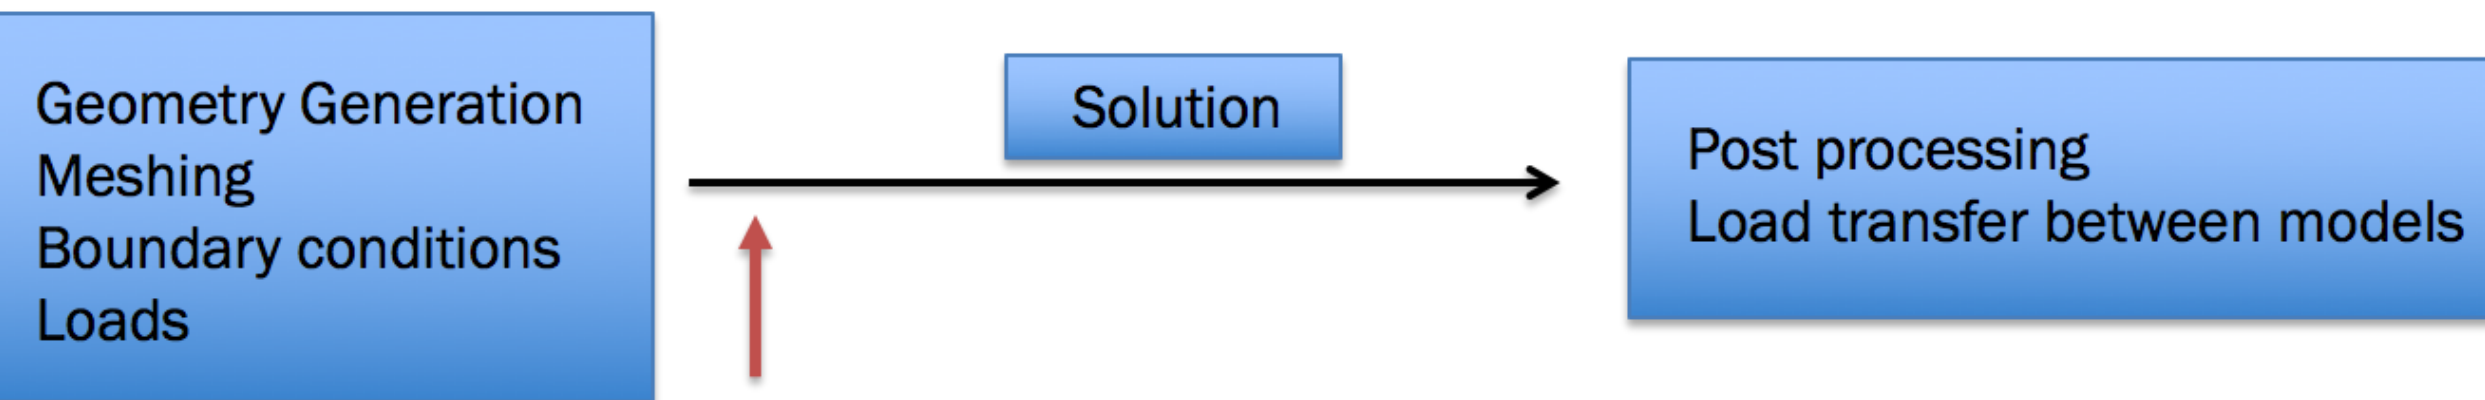 Geometry Generation
Meshing
Boundary conditions
Loads
Solution
Post processing
Load transfer between models